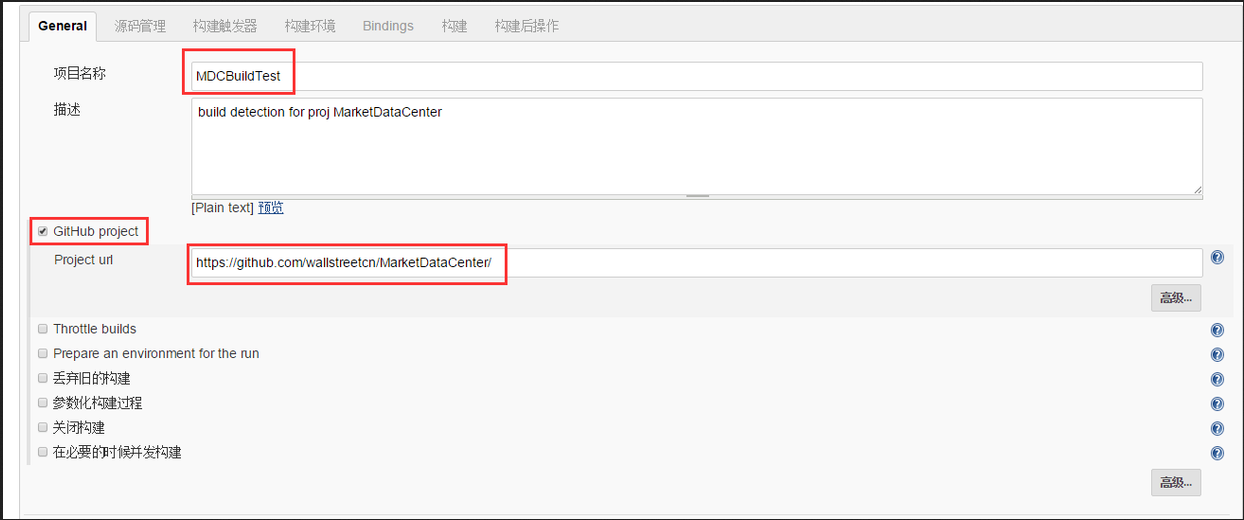 General 源码管理 构建触发器 构建环境 Bindings 构建 构建后操作
项目名称 MDCBuildTest
描述 build detection for proj MarketDataCenter
[Plain text] 预览
GitHub project
Project url https://github.com/wallstreetcn/MarketDataCenter/
高级...
Throttle builds
Prepare an environment for the run
丢弃旧的构建
参数化构建过程
关闭构建
在必要的时候并发构建
高级...